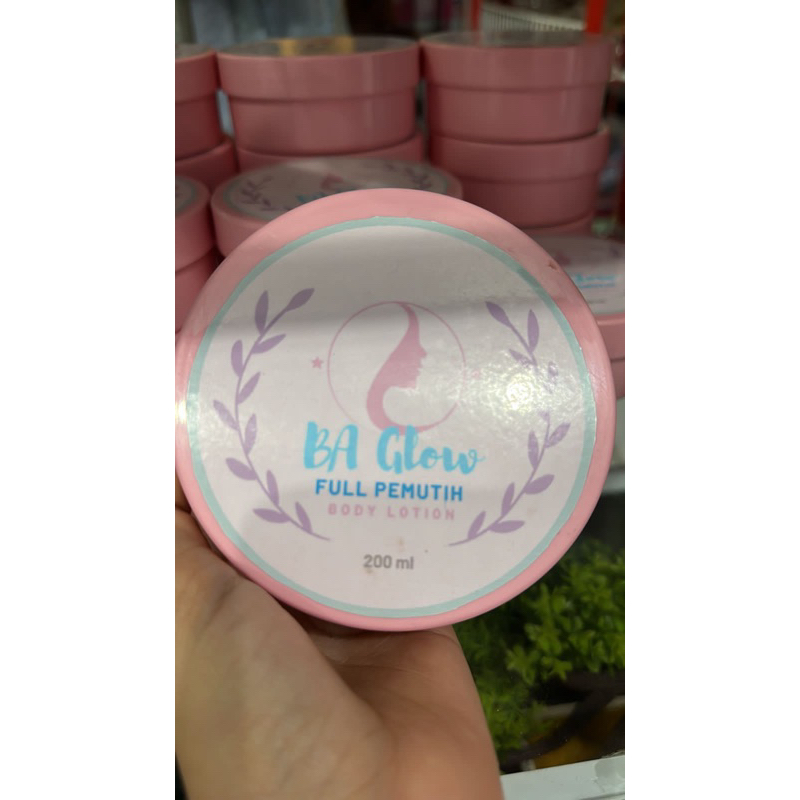 BA Glow
FULL PEMUTIH
BODY LOTION
200 ml